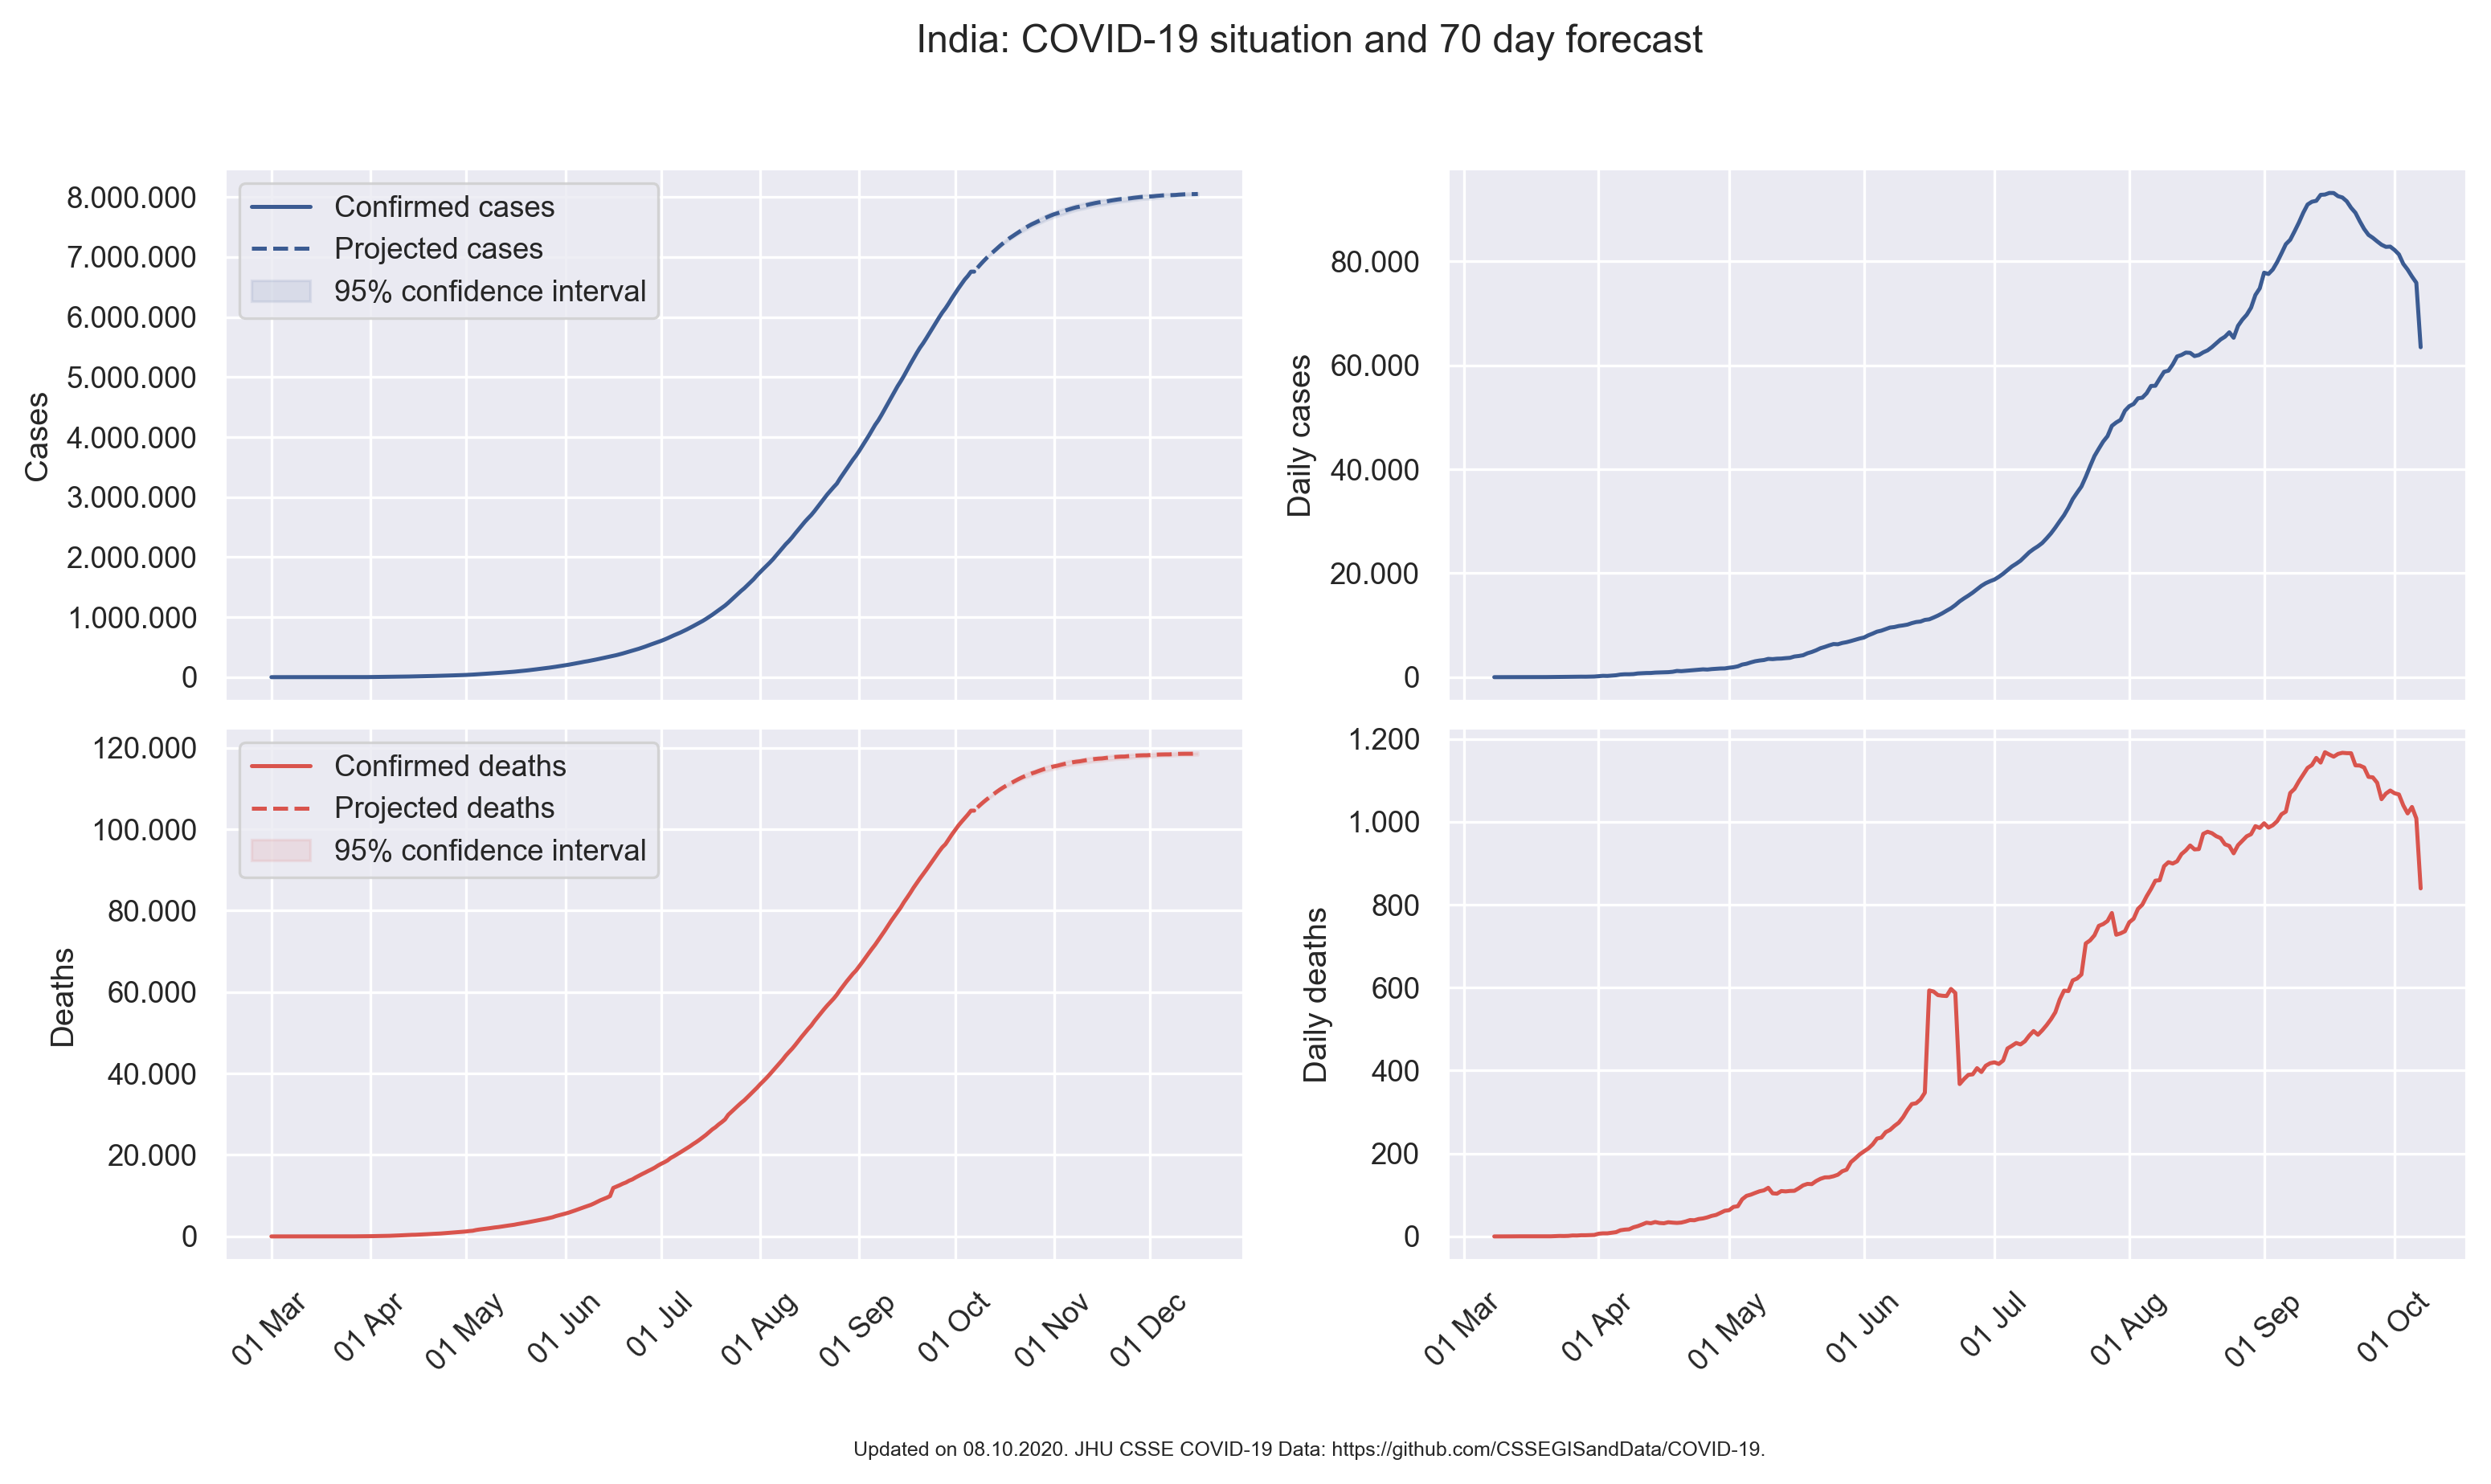 India: COVID-19 situation and 70 day forecast
Cases
8.000.000
7.000.000
6.000.000
5.000.000
4.000.000
3.000.000
2.000.000
1.000.000
0
Confirmed cases
Projected cases
95% confidence interval
Daily cases
80.000
60.000
40.000
20.000
0
Deaths
120.000
100.000
80.000
60.000
40.000
20.000
0
Confirmed deaths
Projected deaths
95% confidence interval
01 Mar
01 Apr
01 May
01 Jun
01 Jul
01 Aug
01 Sep
01 Oct
01 Nov
01 Dec
Daily deaths
1.200
1.000
800
600
400
200
0
01 Mar
01 Apr
01 May
01 Jun
01 Jul
01 Aug
01 Sep
01 Oct
Updated on 08.10.2020. JHU CSSE COVID-19 Data: https://github.com/CSSEGISandData/COVID-19.